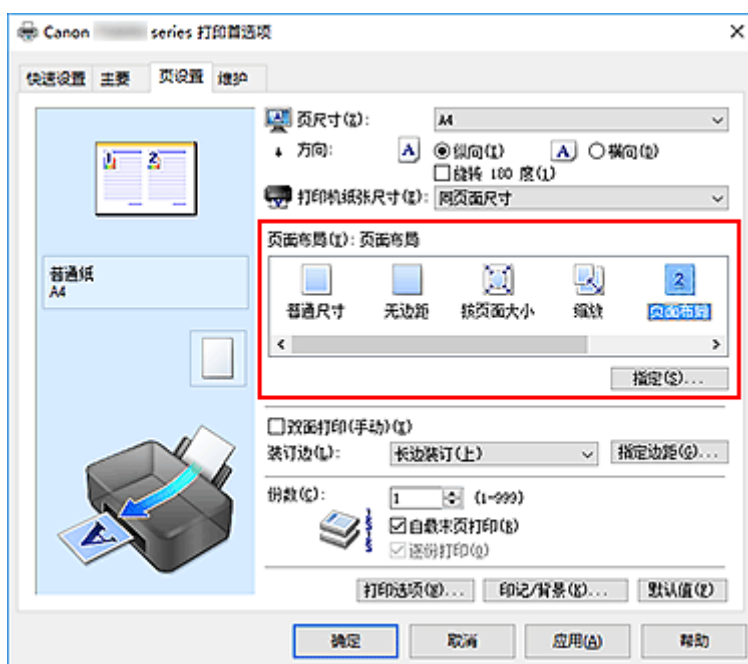 Canon series 打印首选项
快速设置 主要 页设置 维护
1 2
普通纸
A4
页尺寸(Z): A4
方向: A 纵向(I) A 横向(O)
旋转 180 度(1)
打印机纸张尺寸(E): 同页面尺寸
页面布局(Y): 页面布局
2
普通尺寸 无边距 按页面大小 缩放 页面布局
指定(S)...
双面打印(手动)(X)
装订边(L): 长边装订(上) 指定边距(G)...
份数(C): 1 (1-999)
自最末页打印(R)
逐份打印(O)
打印选项(W)... 印记/背景(K)... 默认值(F)
确定 取消 应用(A) 帮助